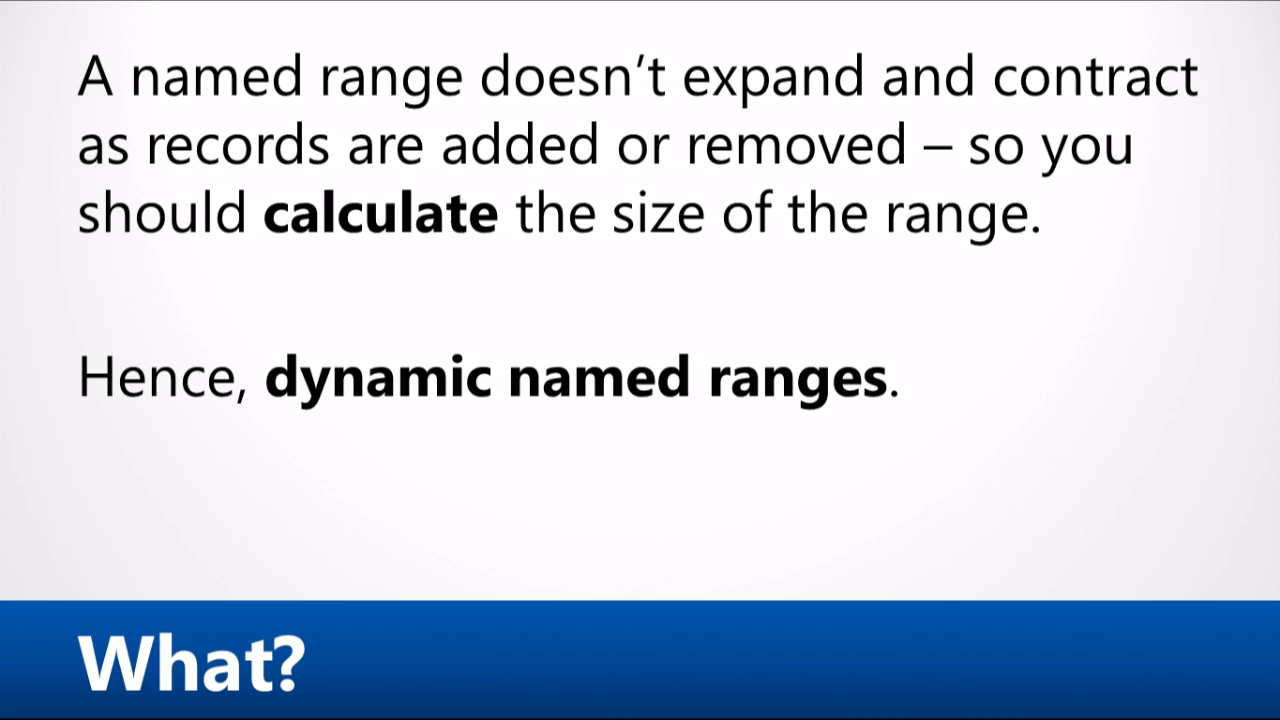 A named range doesn’t expand and contract
as records are added or removed – so you
should calculate the size of the range.
Hence, dynamic named ranges.
What?